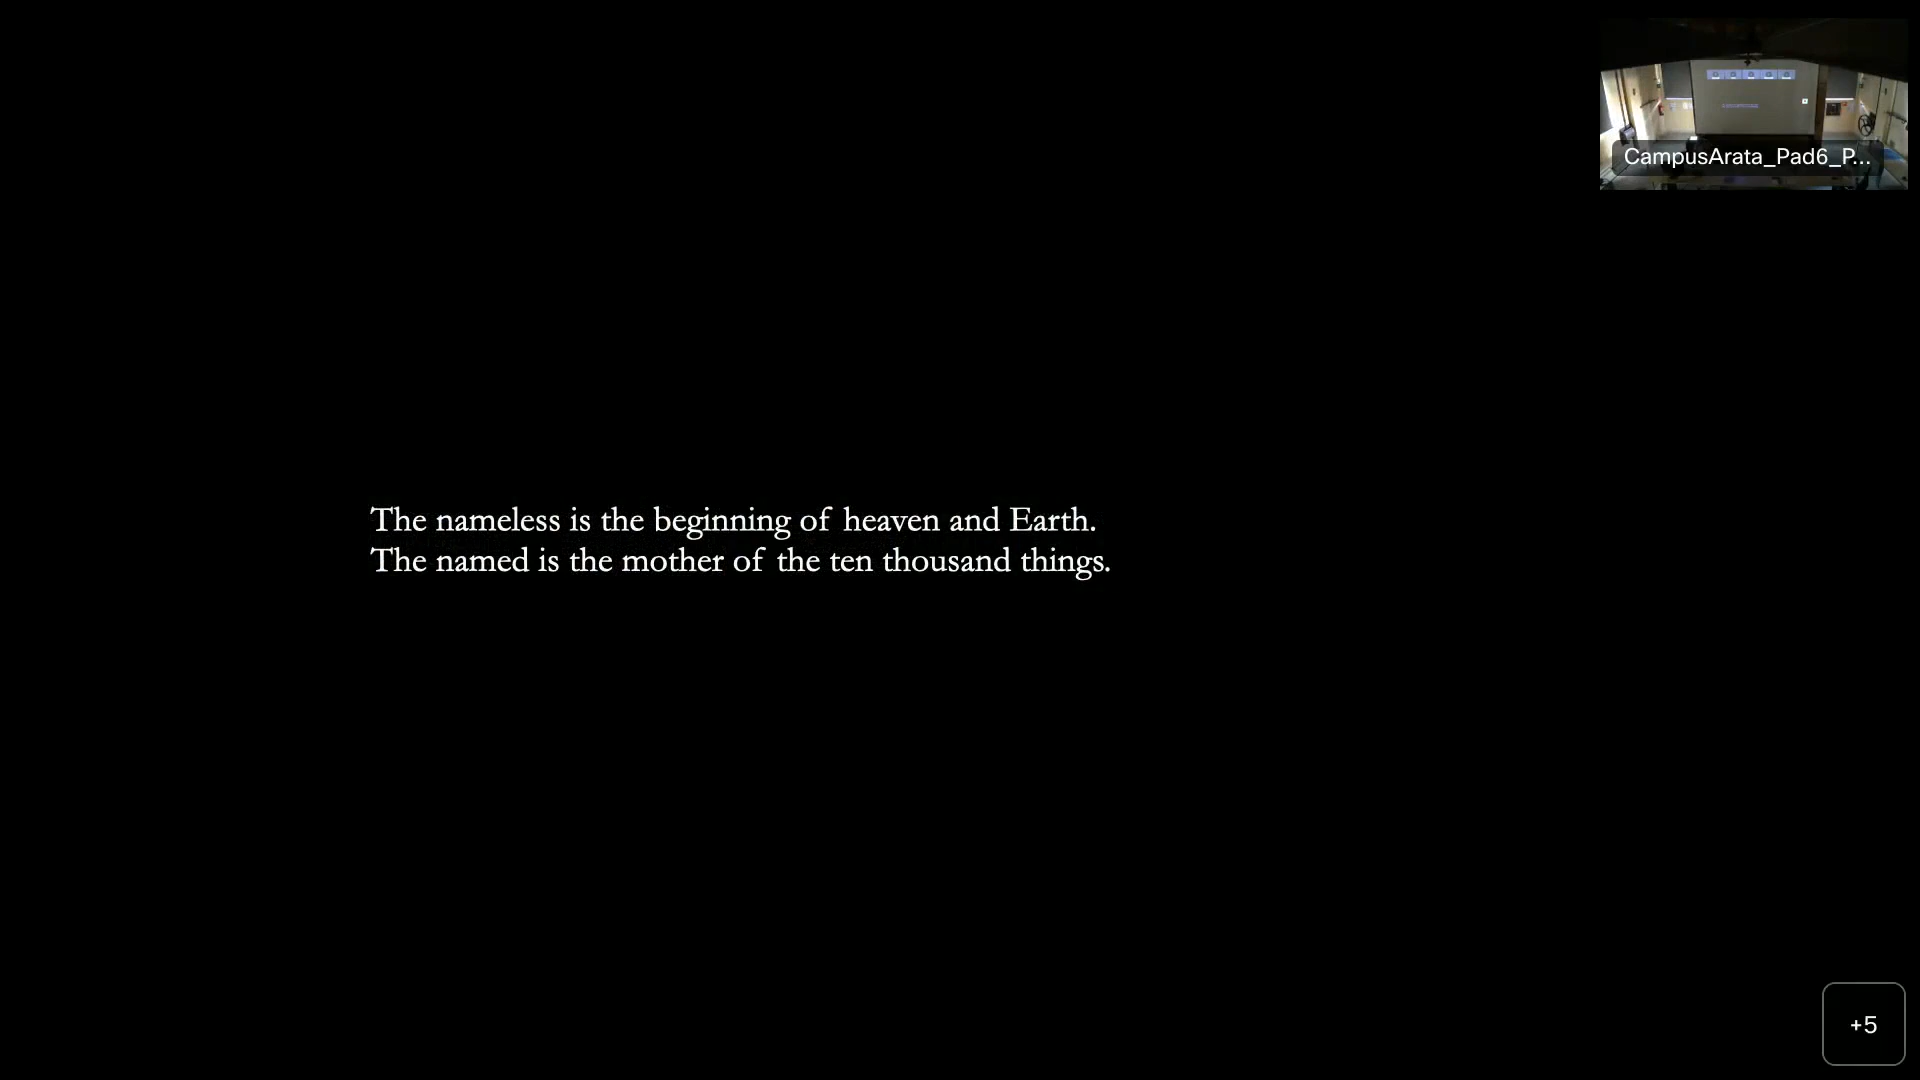 CampusArata_Pad6_P...
The nameless is the beginning of heaven and Earth.
The named is the mother of the ten thousand things.
+5